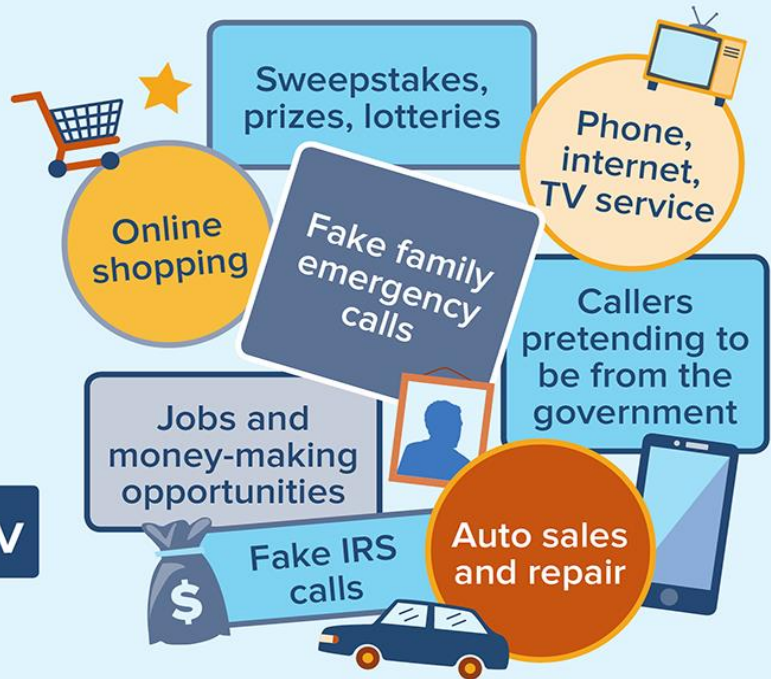 Sweepstakes,
prizes, lotteries
Phone,
internet,
TV service
Online
shopping
Fake family
emergency
calls
Callers
pretending to
be from the
government
Jobs and
money-making
opportunities
v
Fake IRS
calls
$
Auto sales
and repair